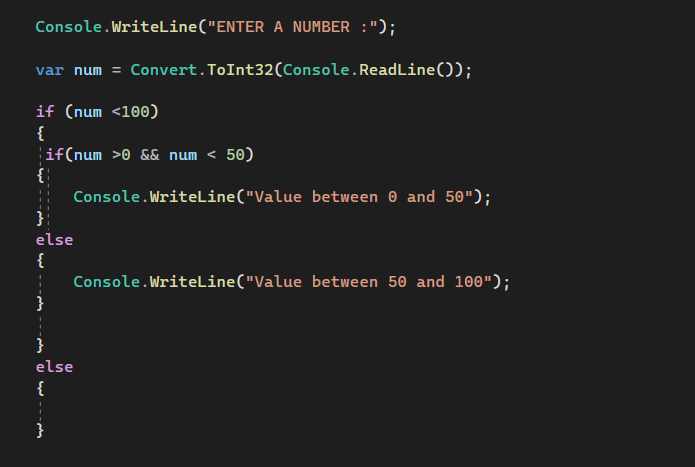 Console.WriteLine("ENTER A NUMBER :");
var num = Convert.ToInt32(Console.ReadLine());
if (num <100)
{
if(num >0 && num < 50)
{
Console.WriteLine("Value between 0 and 50");
}
else
{
Console.WriteLine("Value between 50 and 100");
}
}
else
{
}